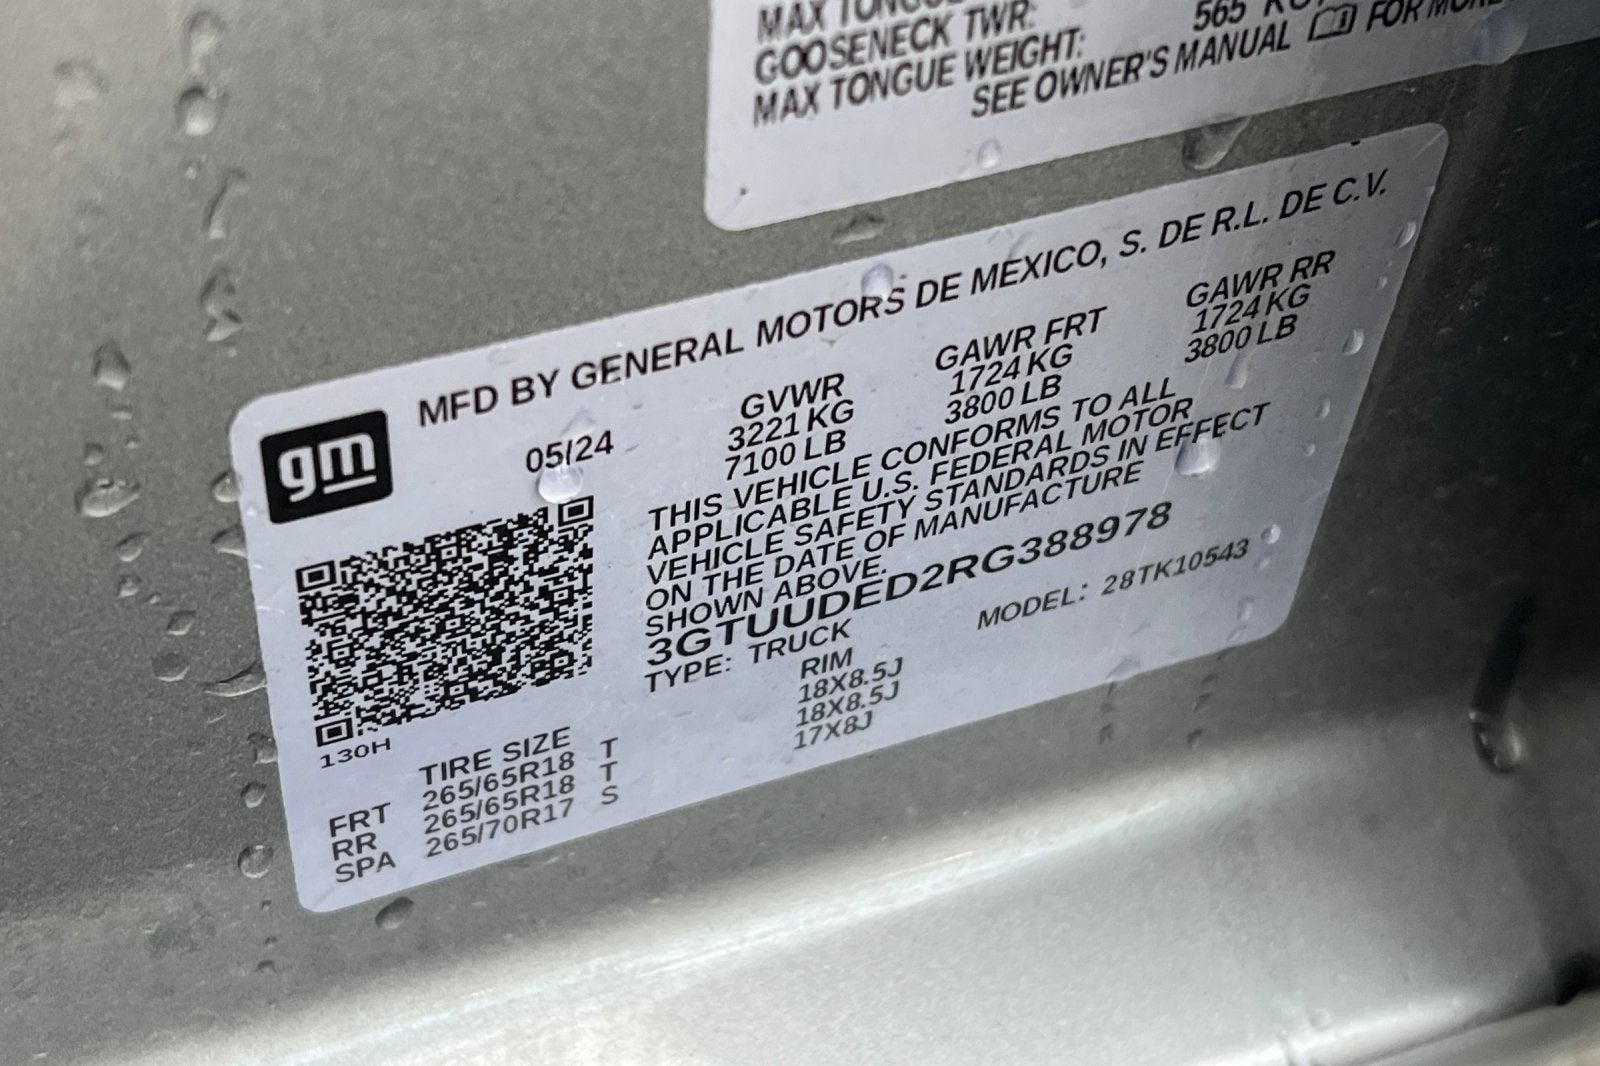 MAX TONGUE
GOOSENECK TWR:
MAX TONGUE WEIGHT:
565
SEE OWNER'S MANUAL FOR MORE
MFD BY GENERAL MOTORS DE MEXICO, S. DE R.L. DE C.V.
gm
05/24
GVWR GAWR FRT GAWR RR
3221 KG 1724 KG 1724 KG
7100 LB 3800 LB 3800 LB
THIS VEHICLE CONFORMS TO ALL
APPLICABLE U.S. FEDERAL MOTOR
VEHICLE SAFETY STANDARDS IN EFFECT
ON THE DATE OF MANUFACTURE
SHOWN ABOVE.
3GTUUDED2RG388978
TYPE: TRUCK MODEL: 28TK10543
130H
TIRE SIZE RIM
FRT 265/65R18 T 18X8.5J
RR 265/65R18 T 18X8.5J
SPA 265/70R17 S 17X8J